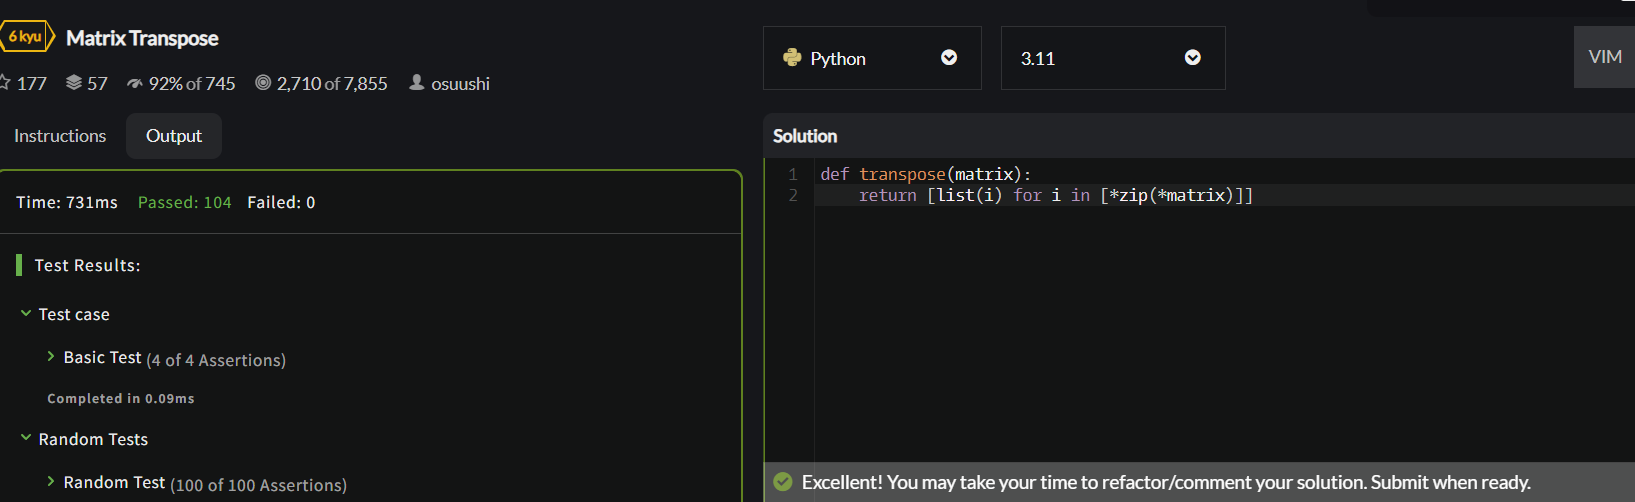 6 kyu Matrix Transpose
177 57 92% of 745 2,710 of 7,855 osuushi
Instructions Output
Time: 731ms Passed: 104 Failed: 0
Test Results:
Test case
Basic Test (4 of 4 Assertions)
Completed in 0.09ms
Random Tests
Random Test (100 of 100 Assertions)
Python 3.11 VIM
Solution
1 def transpose(matrix):
2     return [list(i) for i in [*zip(*matrix)]]
Excellent! You may take your time to refactor/comment your solution. Submit when ready.